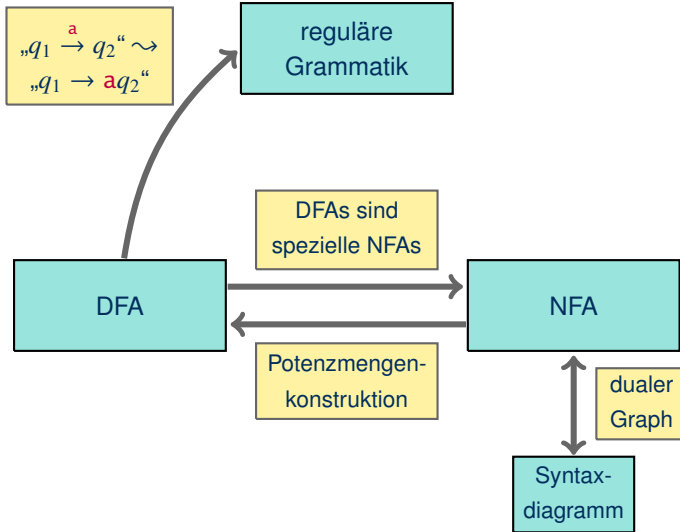 a
„q₁ → q₂“ ⤳
„q₁ → aq₂“
reguläre
Grammatik
DFAs sind
spezielle NFAs
DFA
NFA
Potenzmengen-
konstruktion
dualer
Graph
Syntax-
diagramm